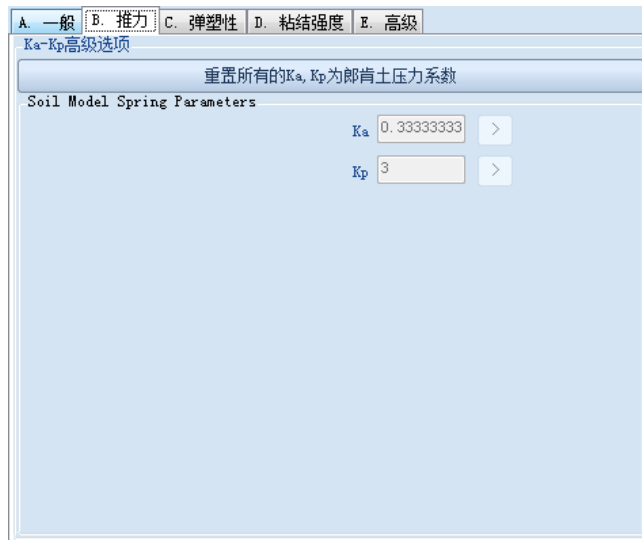 A. 一般 B. 推力 C. 弹塑性 D. 粘结强度 E. 高级
Ka-Kp高级选项
重置所有的Ka,Kp为郎肯土压力系数
Soil Model Spring Parameters
Ka 0.33333333 >
Kp 3 >